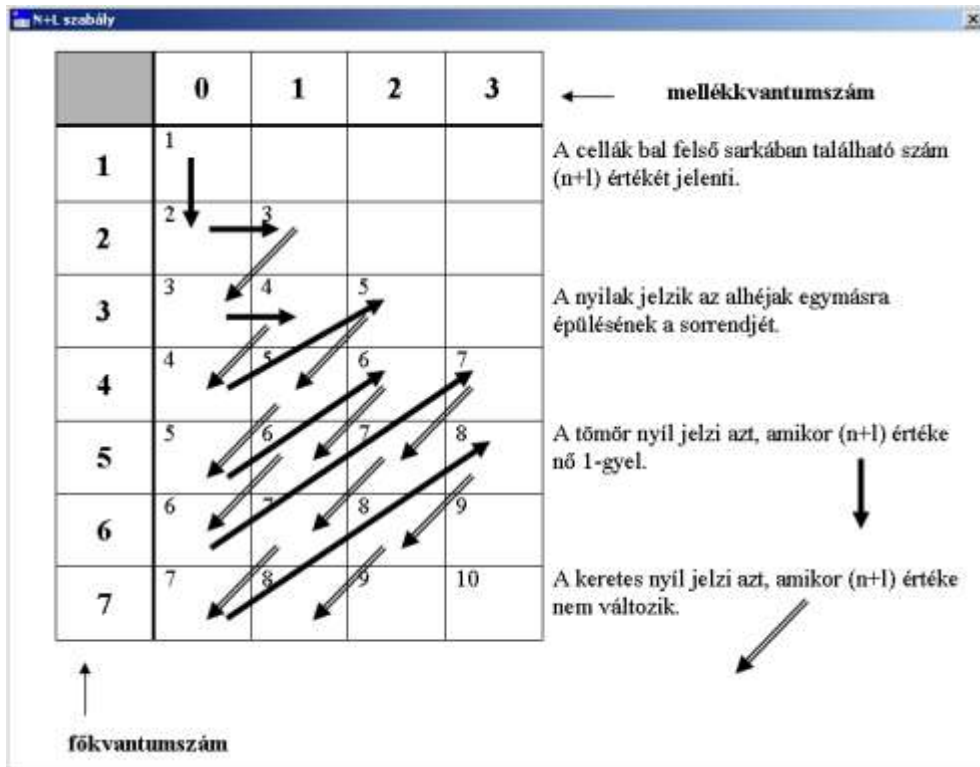 N+L szabály
0 1 2 3
mellékkvantumszám
1 1
A cellák bal felső sarkában található szám
(n+l) értékét jelenti.
2 2 3
3 3 4 5
A nyilak jelzik az alhéjak egymásra
épülésének a sorrendjét.
4 4 5 6 7
5 5 6 7 8
A tömör nyíl jelzi azt, amikor (n+l) értéke
nő 1-gyel.
6 6 7 8 9
7 7 8 9 10
A keretes nyíl jelzi azt, amikor (n+l) értéke
nem változik.
főkvantumszám